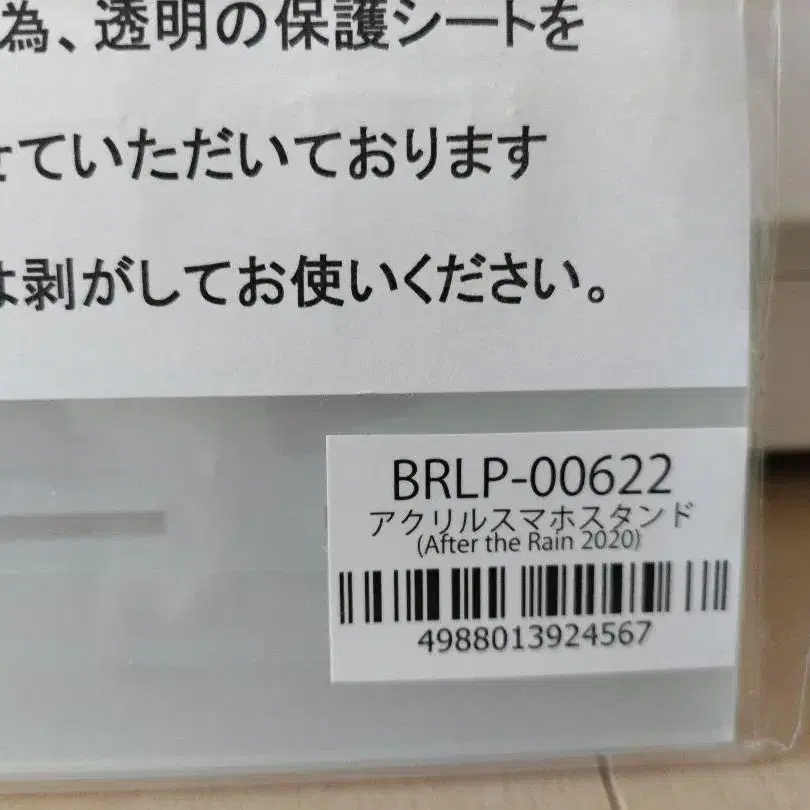 為、透明の保護シートを
せていただいております
は剥がしてお使いください。
BRLP-00622
アクリルスマホスタンド
(After the Rain 2020)
4988013924567